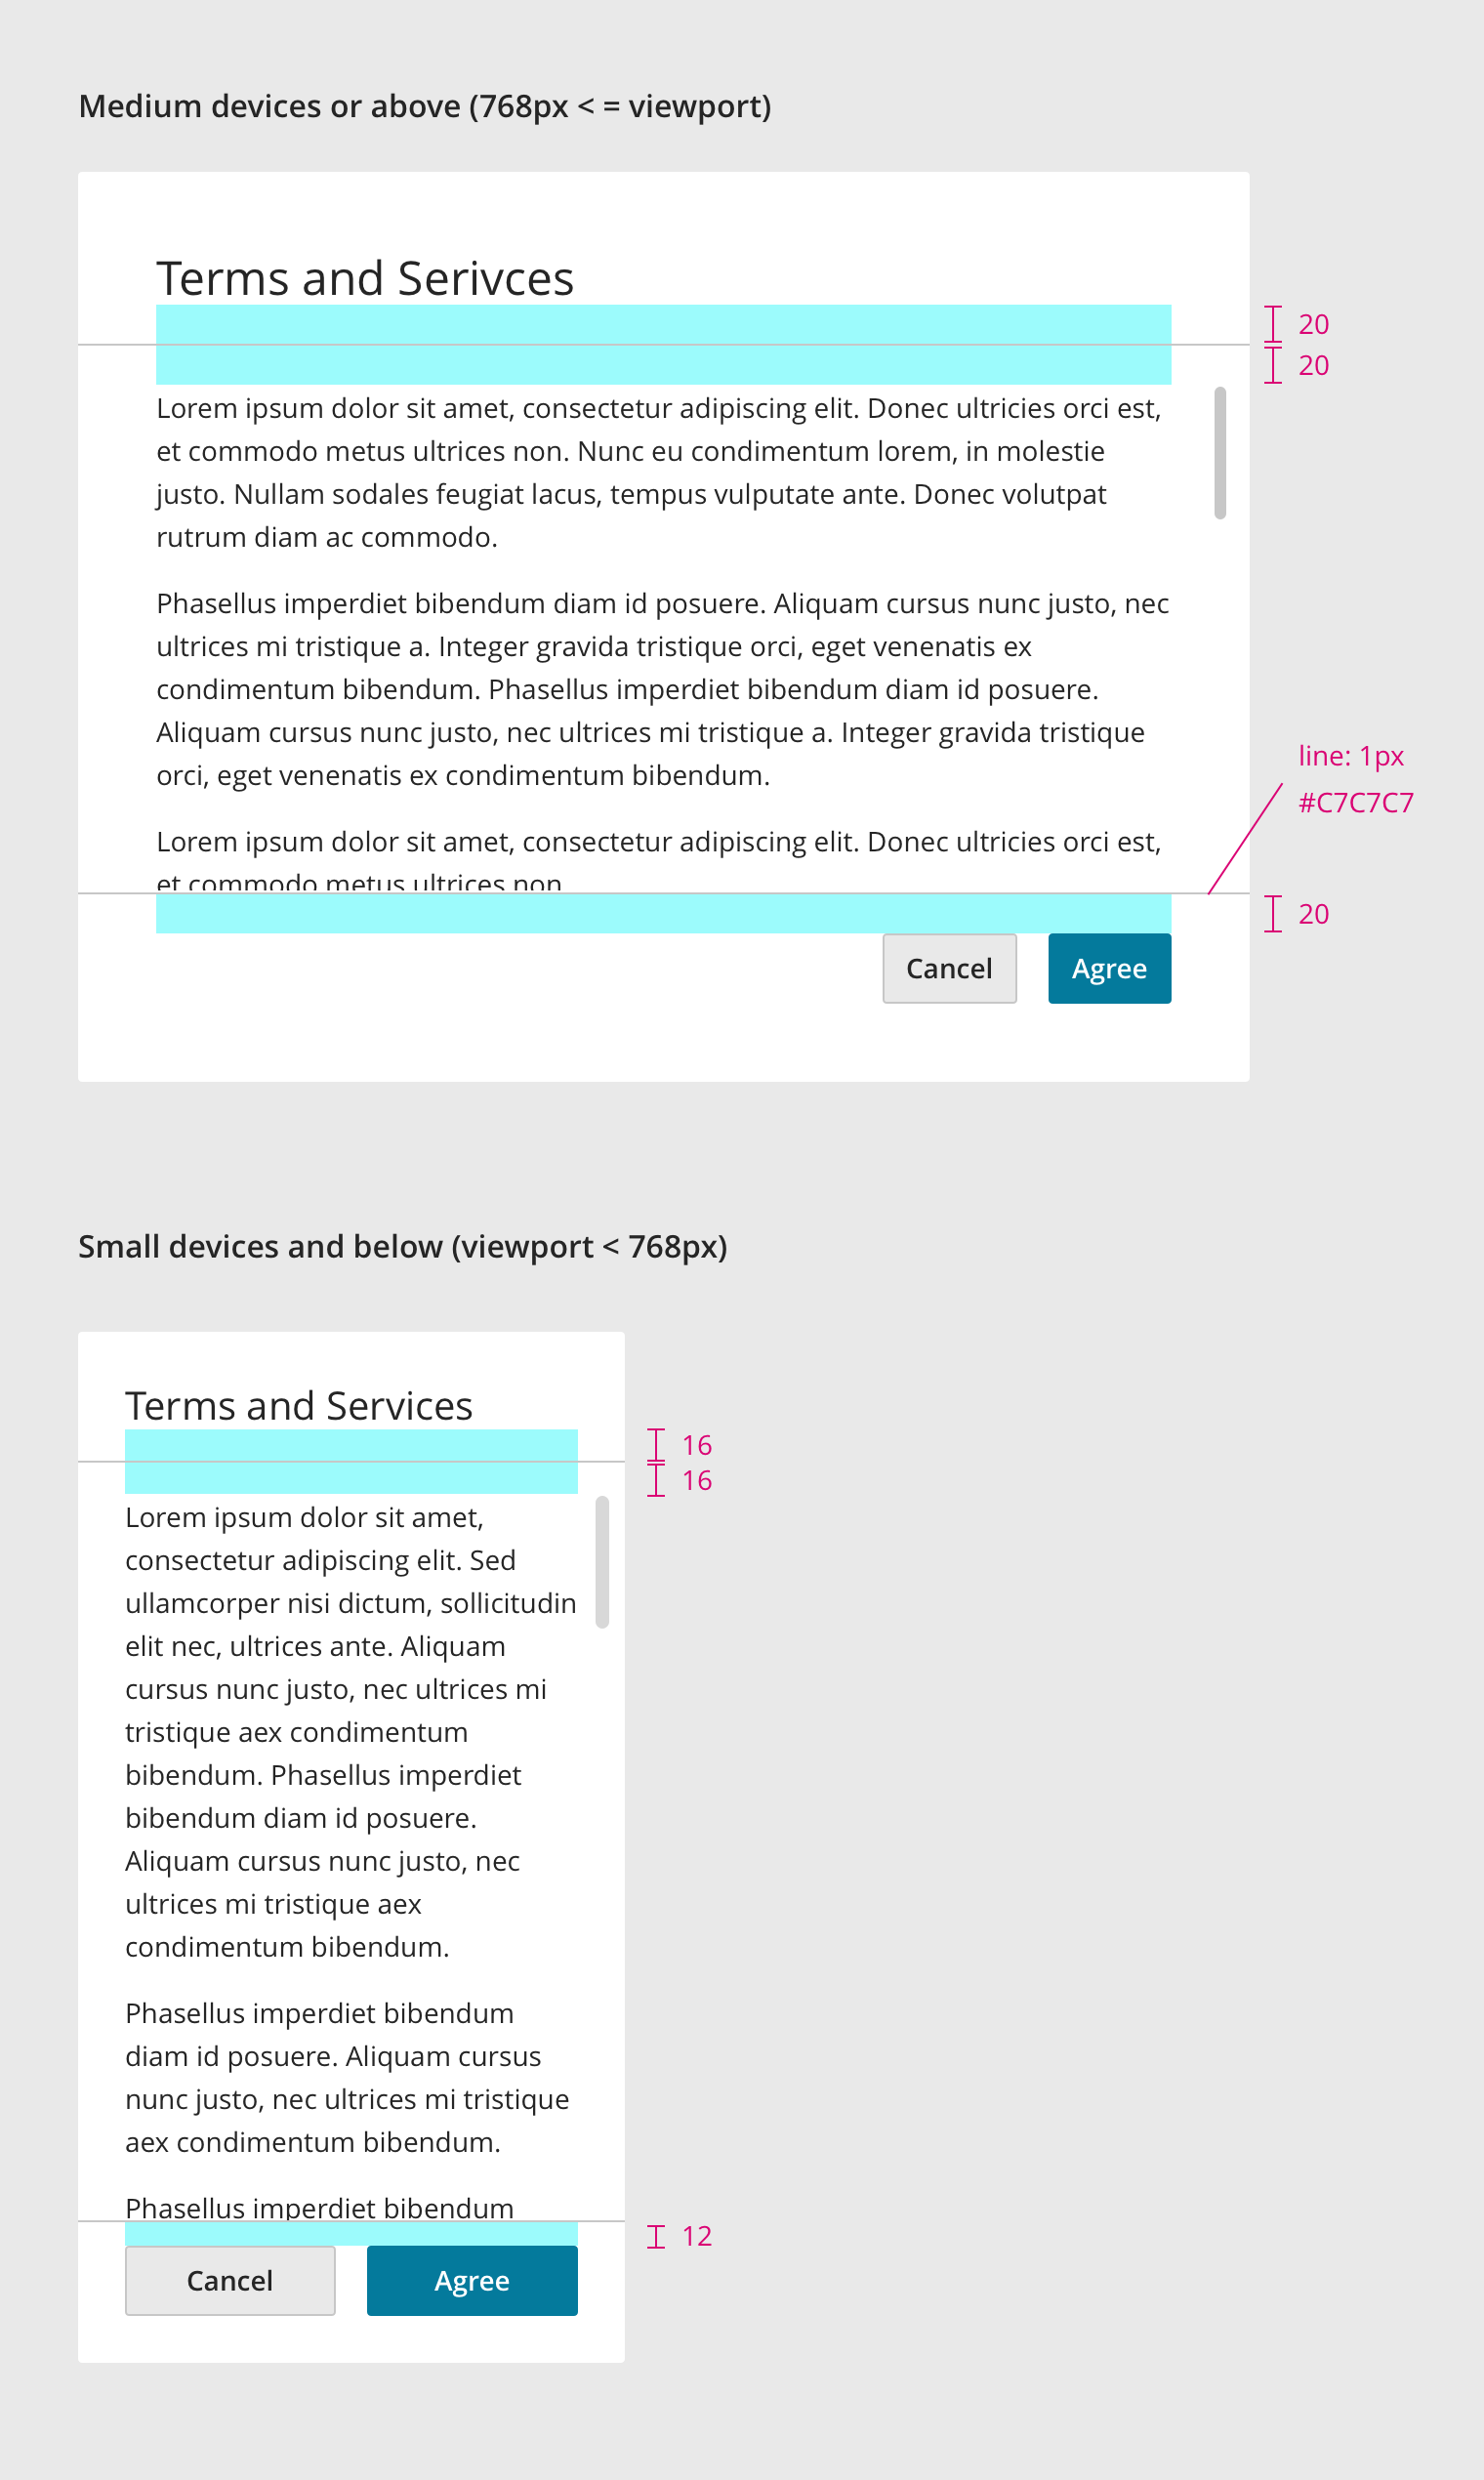 Medium devices or above (768px < = viewport)
Terms and Serivces
20
20
Lorem ipsum dolor sit amet, consectetur adipiscing elit. Donec ultricies orci est,
et commodo metus ultrices non. Nunc eu condimentum lorem, in molestie
justo. Nullam sodales feugiat lacus, tempus vulputate ante. Donec volutpat
rutrum diam ac commodo.
Phasellus imperdiet bibendum diam id posuere. Aliquam cursus nunc justo, nec
ultrices mi tristique a. Integer gravida tristique orci, eget venenatis ex
condimentum bibendum. Phasellus imperdiet bibendum diam id posuere.
Aliquam cursus nunc justo, nec ultrices mi tristique a. Integer gravida tristique
orci, eget venenatis ex condimentum bibendum.
line: 1px
#C7C7C7
Lorem ipsum dolor sit amet, consectetur adipiscing elit. Donec ultricies orci est,
et commodo metus ultrices non
20
Cancel
Agree
Small devices and below (viewport < 768px)
Terms and Services
16
16
Lorem ipsum dolor sit amet,
consectetur adipiscing elit. Sed
ullamcorper nisi dictum, sollicitudin
elit nec, ultrices ante. Aliquam
cursus nunc justo, nec ultrices mi
tristique aex condimentum
bibendum. Phasellus imperdiet
bibendum diam id posuere.
Aliquam cursus nunc justo, nec
ultrices mi tristique aex
condimentum bibendum.
Phasellus imperdiet bibendum
diam id posuere. Aliquam cursus
nunc justo, nec ultrices mi tristique
aex condimentum bibendum.
Phasellus imperdiet bibendum
12
Cancel
Agree